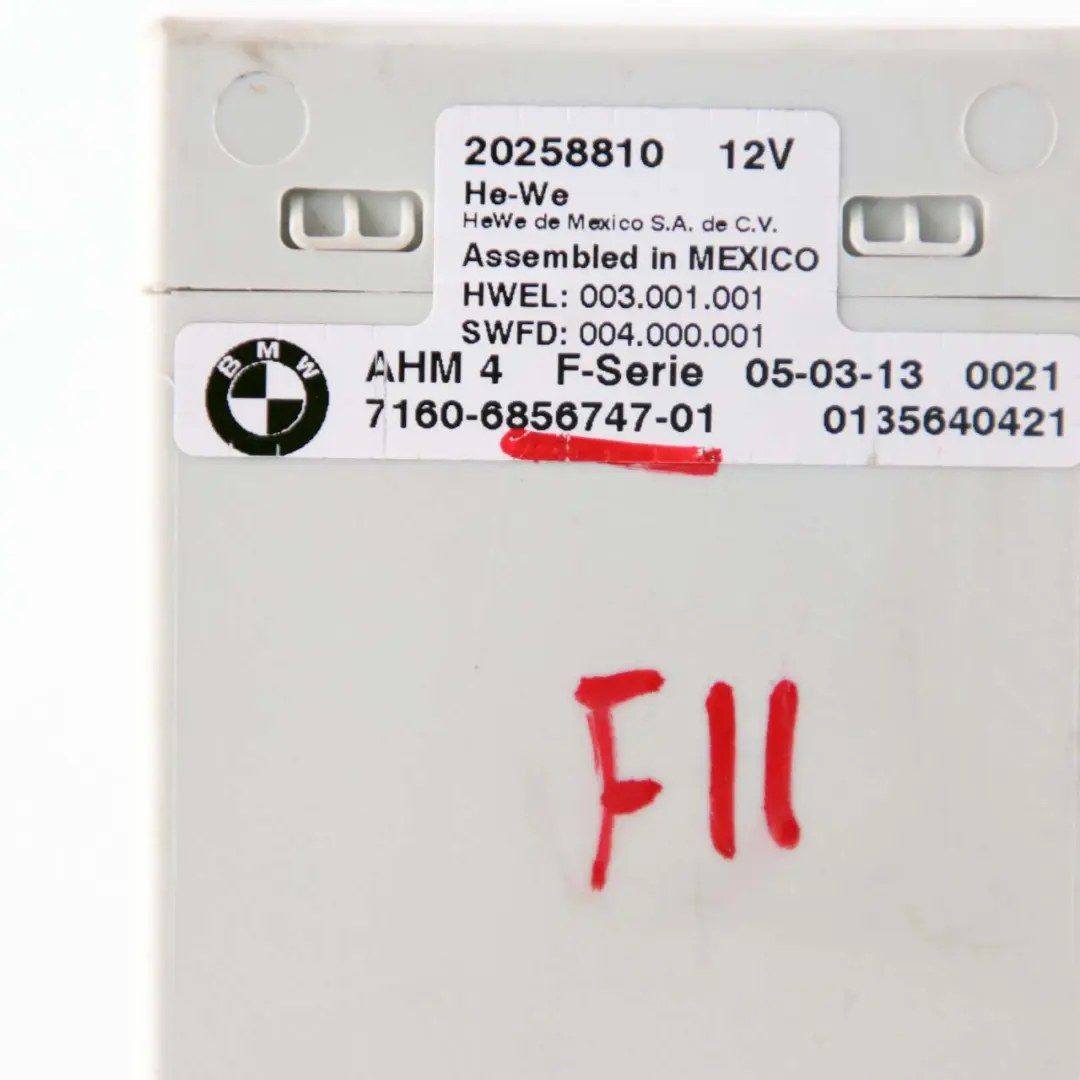 20258810 12V
He-We
HeWe de Mexico S.A. de C.V.
Assembled in MEXICO
HWEL: 003.001.001
SWFD: 004.000.001
BMW
AHM 4 F-Serie 05-03-13 0021
7160-6856747-01 0135640421
F11